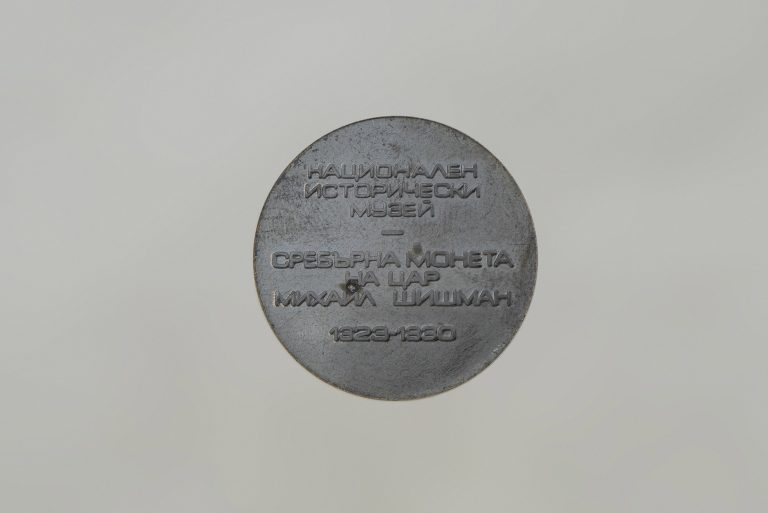 НАЦИОНАЛЕН
ИСТОРИЧЕСКИ
МУЗЕЙ
—
СРЕБЪРНА МОНЕТА
НА ЦАР
МИХАИЛ ШИШМАН
1323-1330